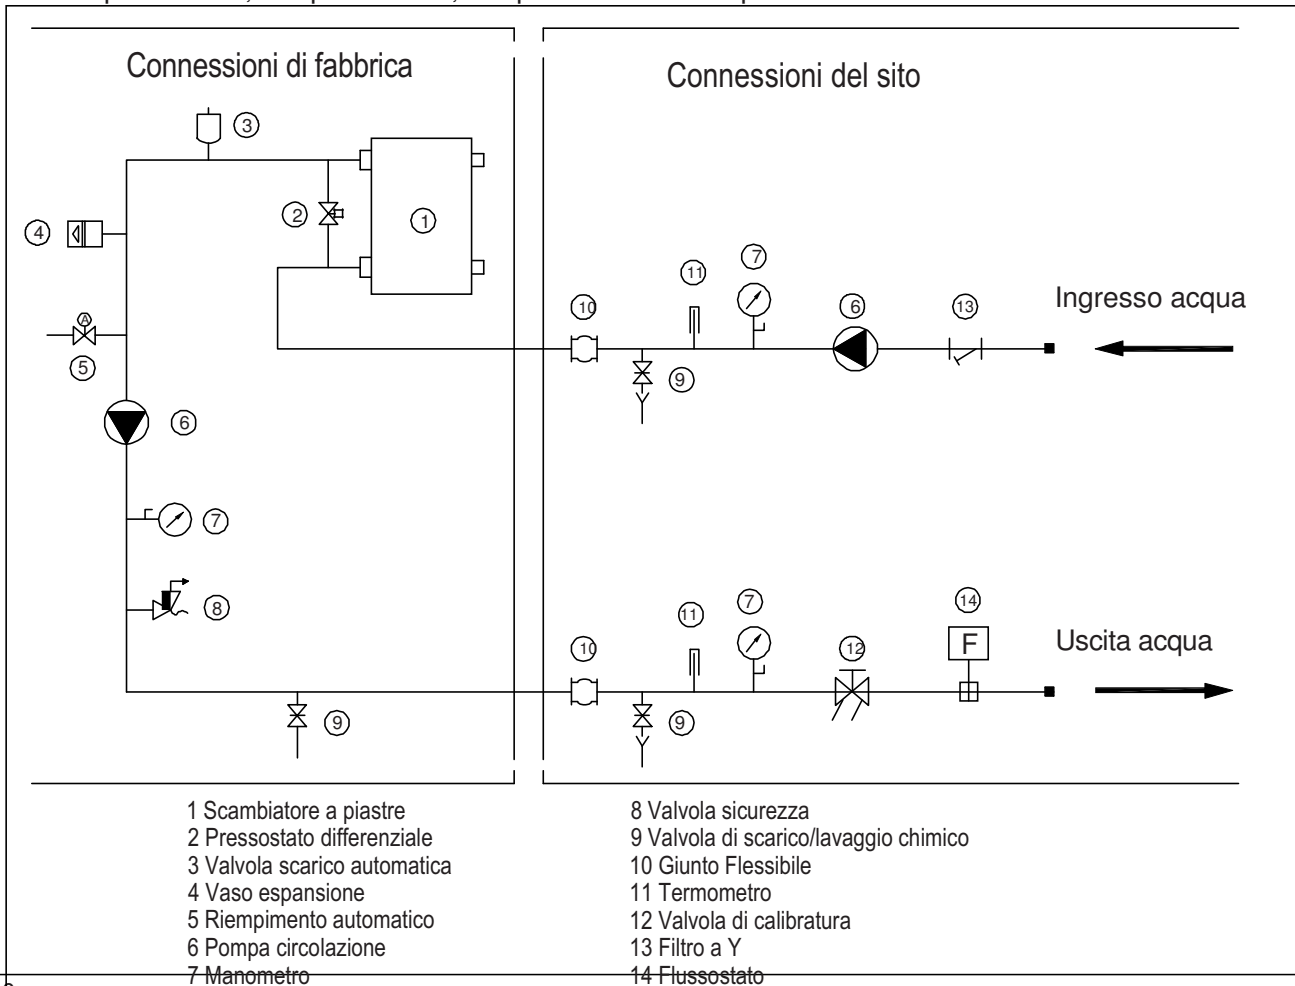 Connessioni di fabbrica
Connessioni del sito
3
2
1
4
A
5
6
7
8
9
10
11
7
6
13
Ingresso acqua
9
10
11
7
12
14
F
Uscita acqua
9
1 Scambiatore a piastre
2 Pressostato differenziale
3 Valvola scarico automatica
4 Vaso espansione
5 Riempimento automatico
6 Pompa circolazione
7 Manometro
8 Valvola sicurezza
9 Valvola di scarico/lavaggio chimico
10 Giunto Flessibile
11 Termometro
12 Valvola di calibratura
13 Filtro a Y
14 Flussostato